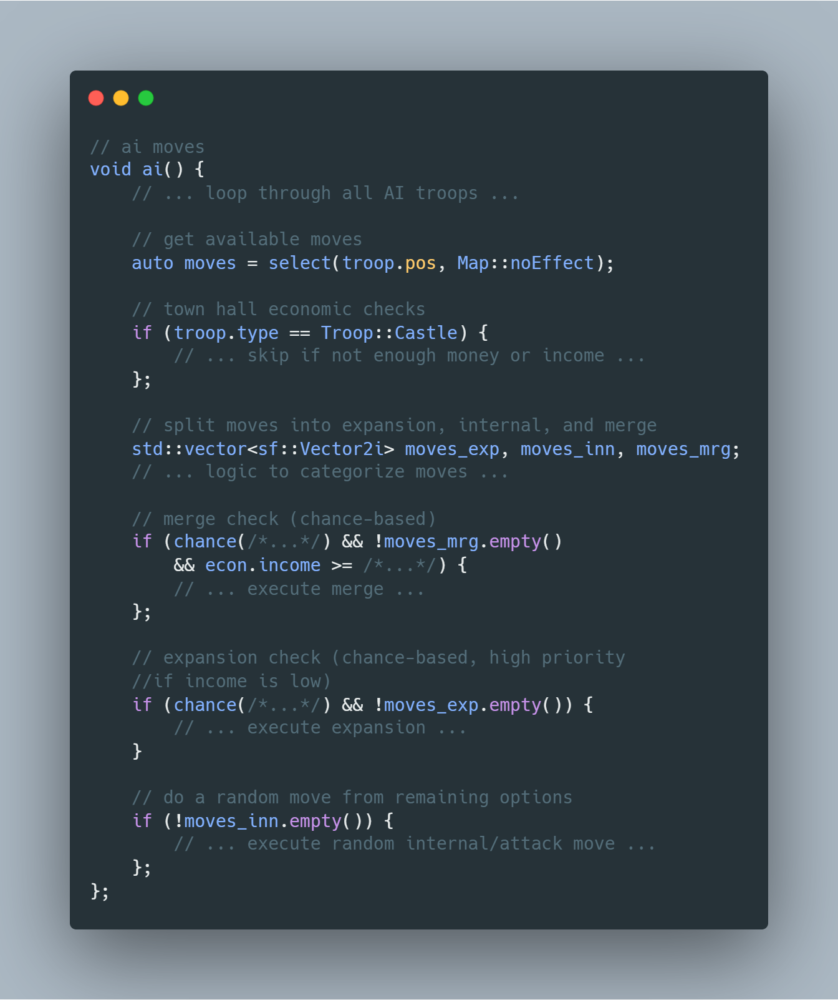 // ai moves
void ai() {
    // ... loop through all AI troops ...

    // get available moves
    auto moves = select(troop.pos, Map::noEffect);

    // town hall economic checks
    if (troop.type == Troop::Castle) {
        // ... skip if not enough money or income ...
    };

    // split moves into expansion, internal, and merge
    std::vector<sf::Vector2i> moves_exp, moves_inn, moves_mrg;
    // ... logic to categorize moves ...

    // merge check (chance-based)
    if (chance(/*...*/) && !moves_mrg.empty()
        && econ.income >= /*...*/) {
        // ... execute merge ...
    };

    // expansion check (chance-based, high priority
    //if income is low)
    if (chance(/*...*/) && !moves_exp.empty()) {
        // ... execute expansion ...
    }

    // do a random move from remaining options
    if (!moves_inn.empty()) {
        // ... execute random internal/attack move ...
    };
};